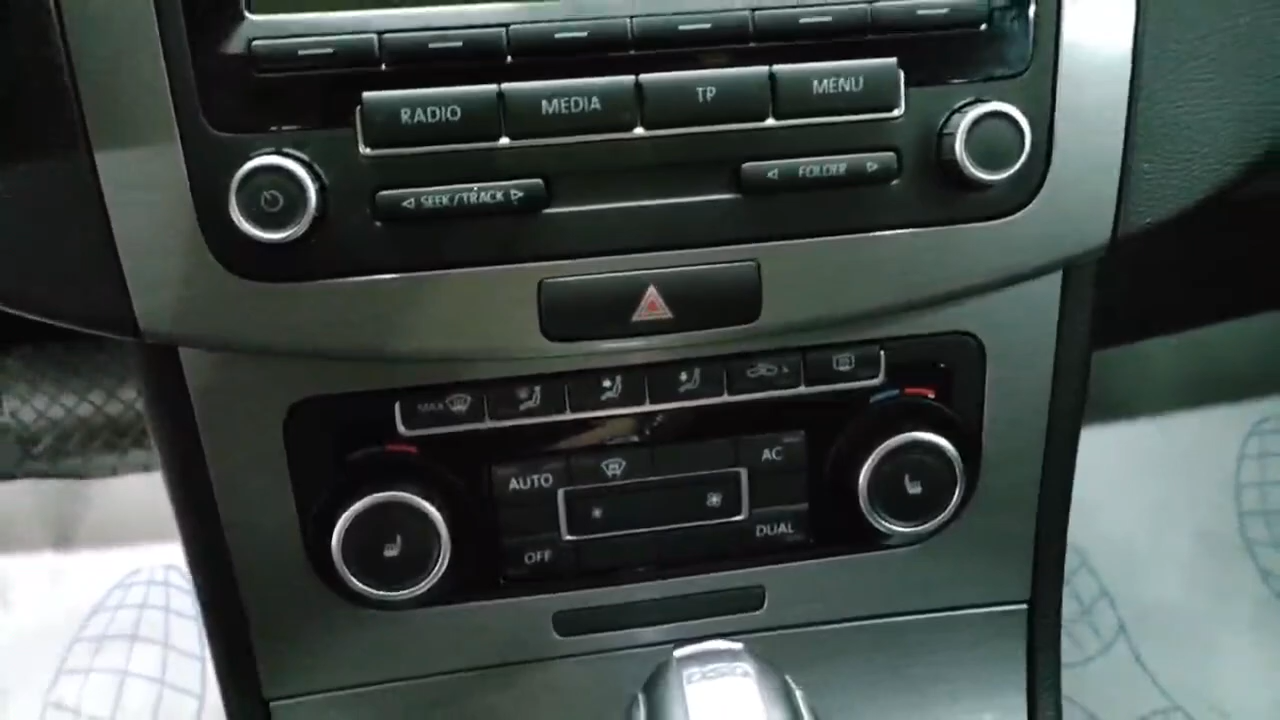 RADIO
MEDIA
TP
MENU
SEEK/TRACK
FOLDER
MAX
AUTO
AC
OFF
DUAL